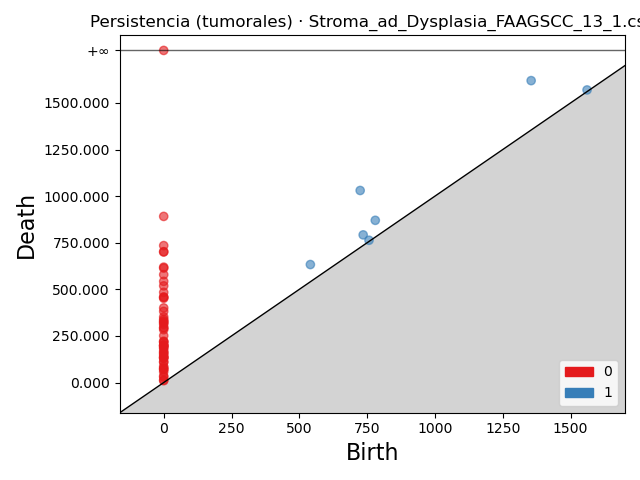 Persistencia (tumorales) · Stroma_ad_Dysplasia_FAAGSCC_13_1.cs
+∞
1500.000
1250.000
1000.000
750.000
500.000
250.000
0.000
Death
0
1
0 250 500 750 1000 1250 1500
Birth